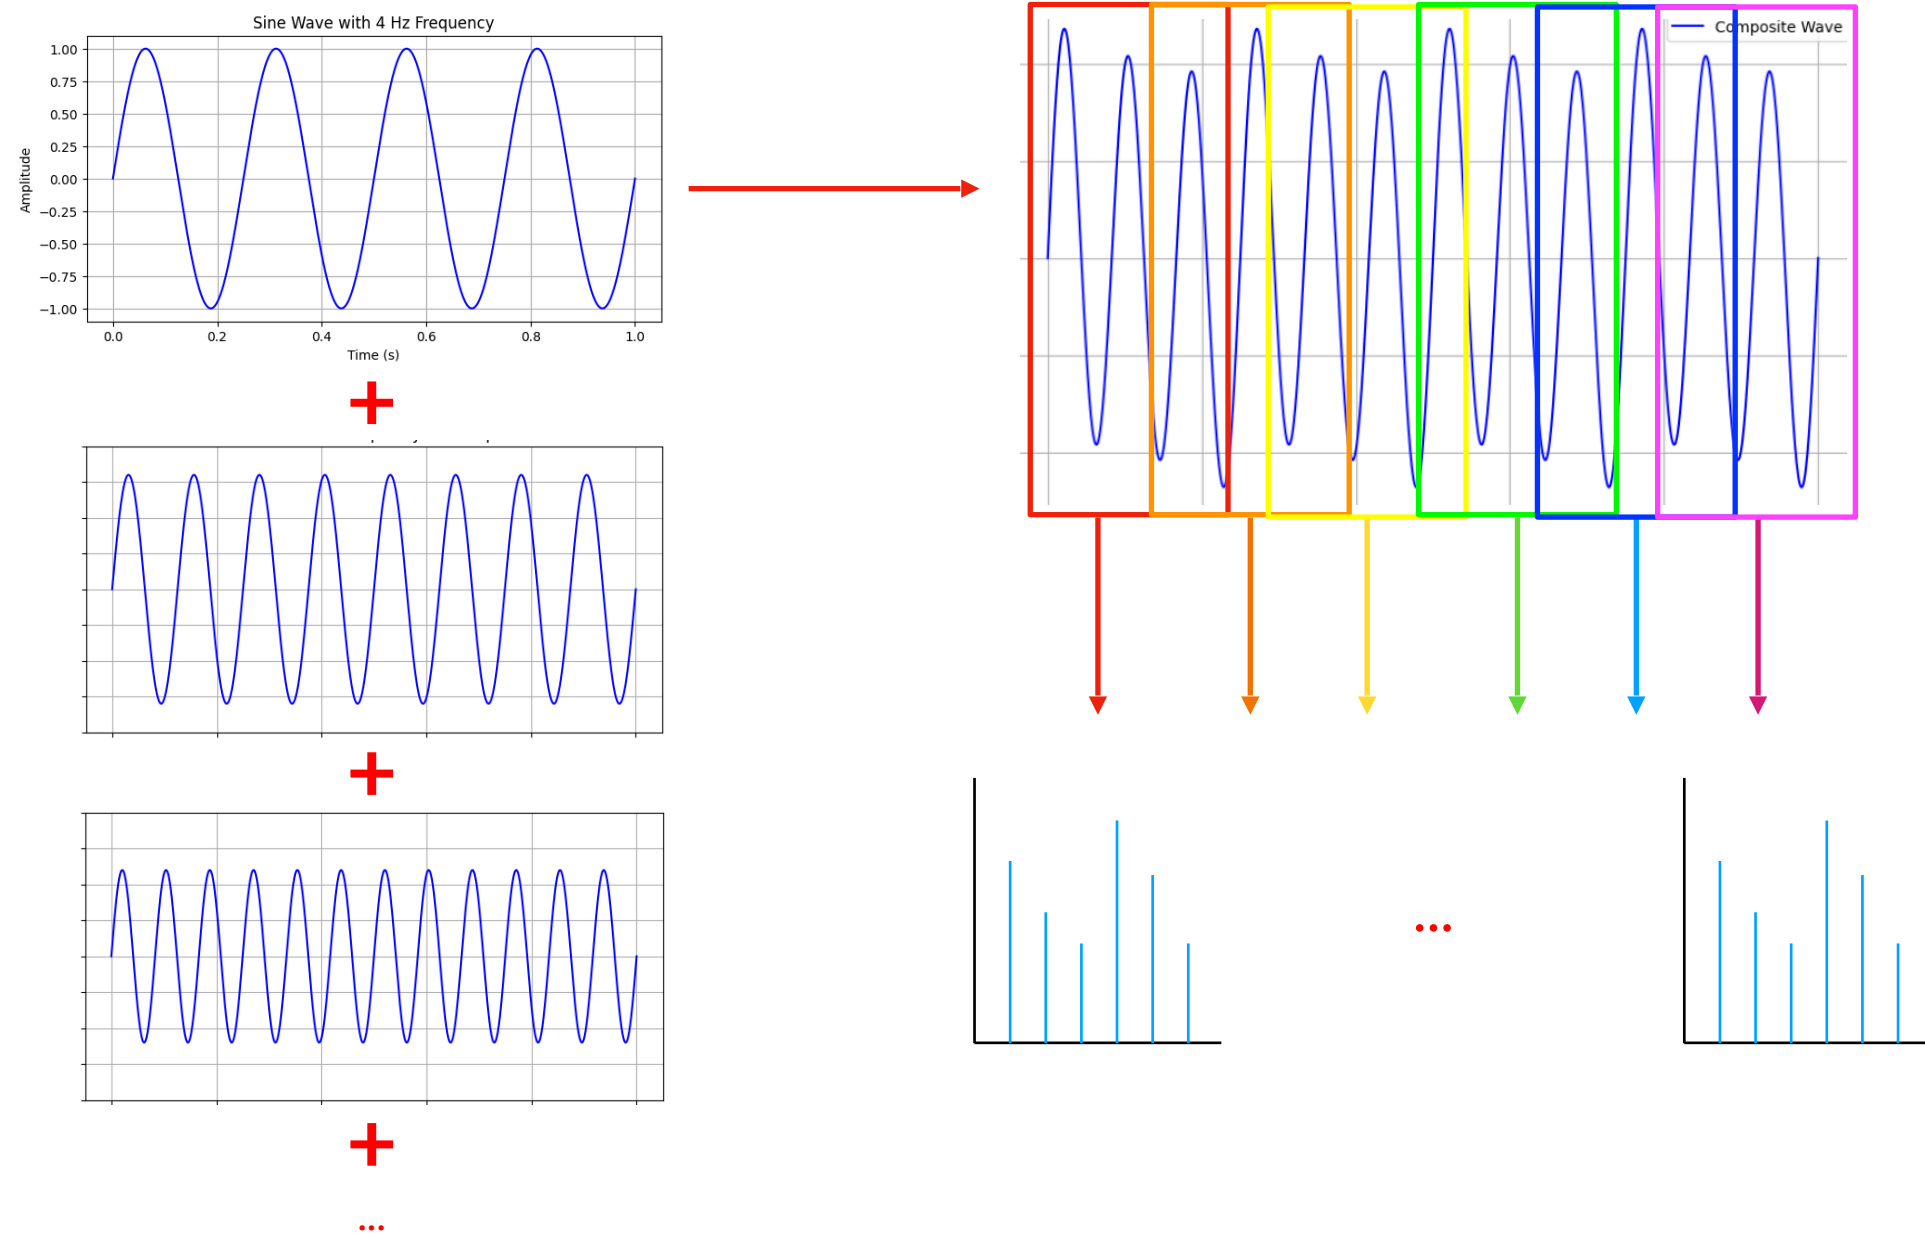 Sine Wave with 4 Hz Frequency
1.00
0.75
0.50
0.25
0.00
−0.25
−0.50
−0.75
−1.00
Amplitude
0.0 0.2 0.4 0.6 0.8 1.0
Time (s)
+
+
+
...
Composite Wave
...